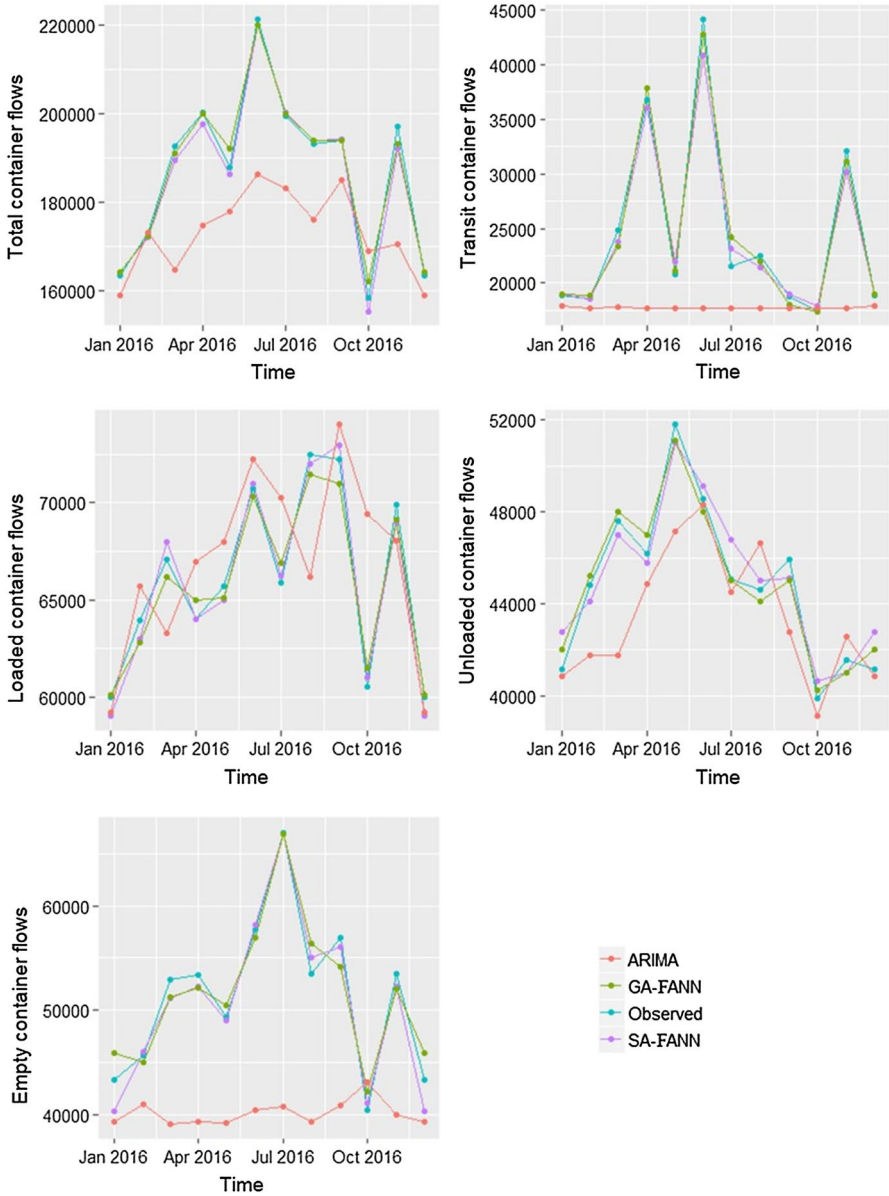 Total container flows
220000
200000
180000
160000
Jan 2016 Apr 2016 Jul 2016 Oct 2016
Time
Transit container flows
45000
40000
35000
30000
25000
20000
Jan 2016 Apr 2016 Jul 2016 Oct 2016
Time
Loaded container flows
70000
65000
60000
Jan 2016 Apr 2016 Jul 2016 Oct 2016
Time
Unloaded container flows
52000
48000
44000
40000
Jan 2016 Apr 2016 Jul 2016 Oct 2016
Time
Empty container flows
60000
50000
40000
Jan 2016 Apr 2016 Jul 2016 Oct 2016
Time
ARIMA
GA-FANN
Observed
SA-FANN